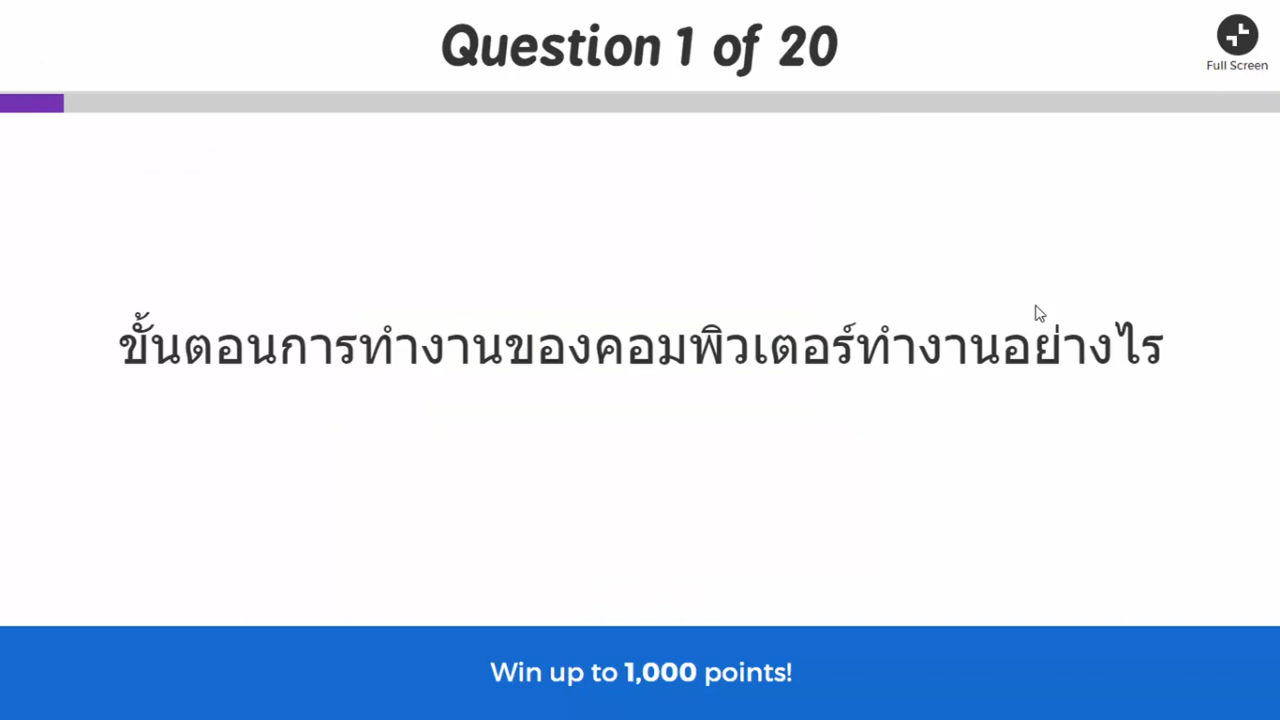 Question 1 of 20
Full Screen
ขั้นตอนการทำงานของคอมพิวเตอร์ทำงานอย่างไร
Win up to 1,000 points!